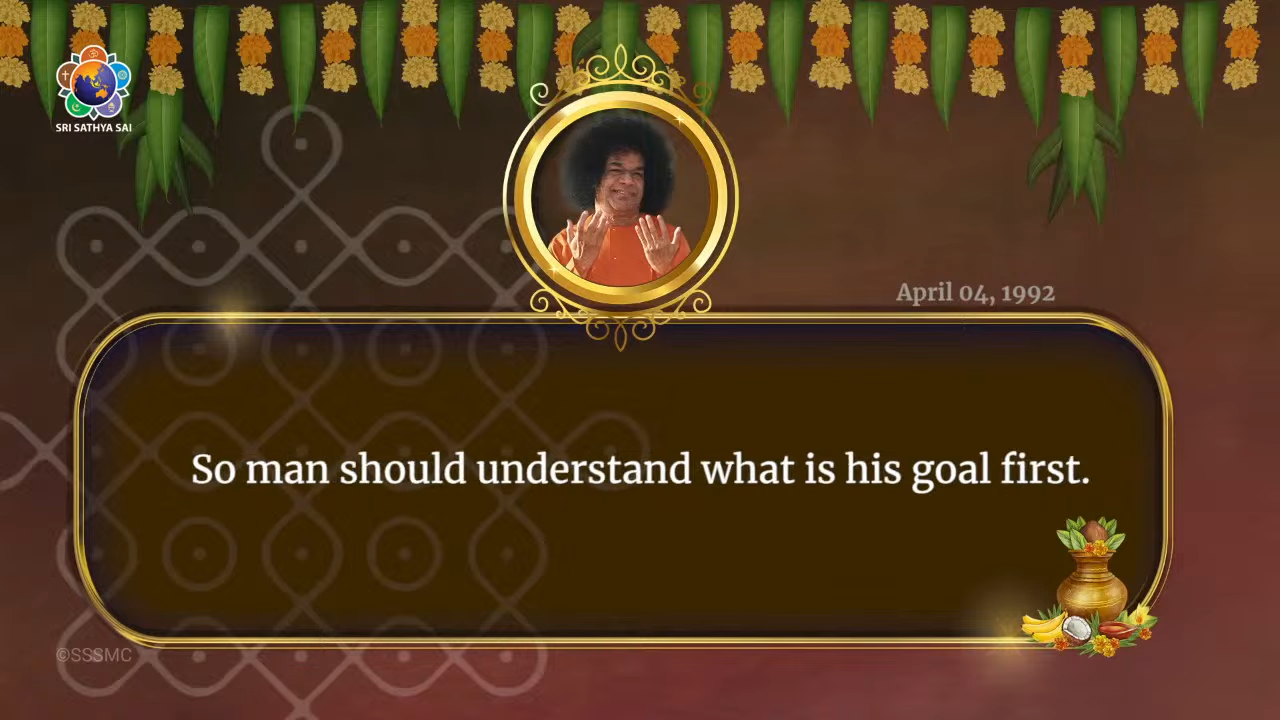 SRI SATHYA SAI
April 04, 1992
So man should understand what is his goal first.
©SSSMC